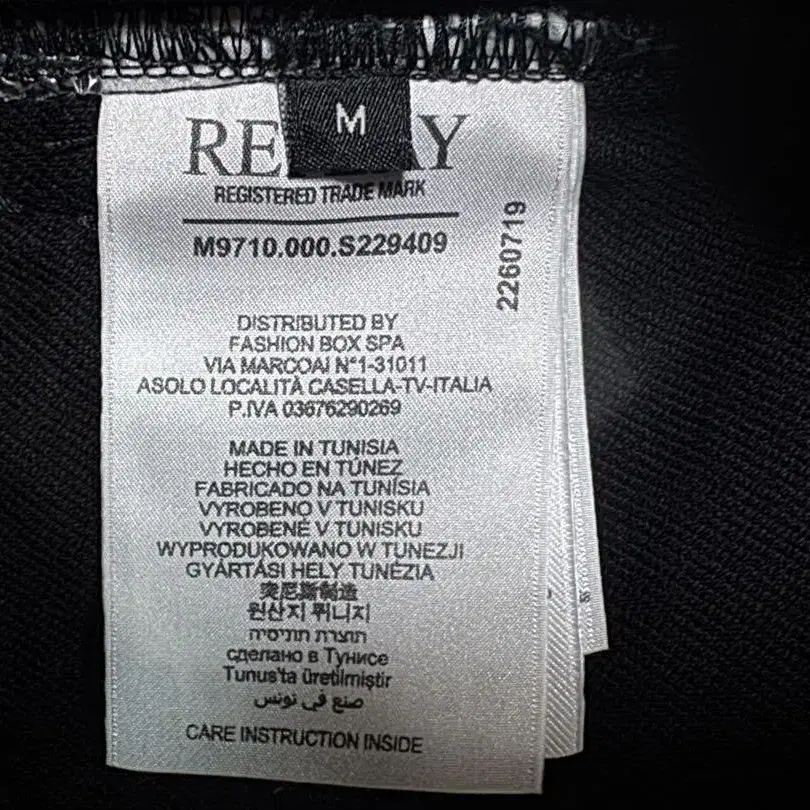 M
RE Y
REGISTERED TRADE MARK
M9710.000.S229409
2260719
DISTRIBUTED BY
FASHION BOX SPA
VIA MARCOAI N°1-31011
ASOLO LOCALITÀ CASELLA-TV-ITALIA
P.IVA 03676290269
MADE IN TUNISIA
HECHO EN TÚNEZ
FABRICADO NA TUNÍSIA
VYROBENO V TUNISKU
VYROBENÉ V TUNISKU
WYPRODUKOWANO W TUNEZJI
GYÁRTÁSI HELY TUNÉZIA
突尼斯制造
원산지 튀니지
תוצרת תוניסיה
сделано в Тунисе
Tunus'ta üretilmiştir
صنع في تونس
CARE INSTRUCTION INSIDE